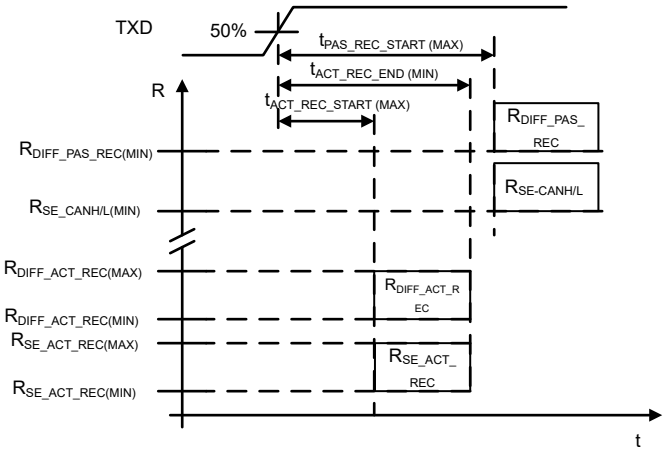 TXD
50%
tPAS_REC_START (MAX)
tACT_REC_END (MIN)
tACT_REC_START (MAX)
R
RDIFF_PAS_
REC
RDIFF_PAS_REC(MIN)
RSE-CANH/L
RSE_CANH/L(MIN)
RDIFF_ACT_REC(MAX)
RDIFF_ACT_R
EC
RDIFF_ACT_REC(MIN)
RSE_ACT_REC(MAX)
RSE_ACT_
REC
RSE_ACT_REC(MIN)
t